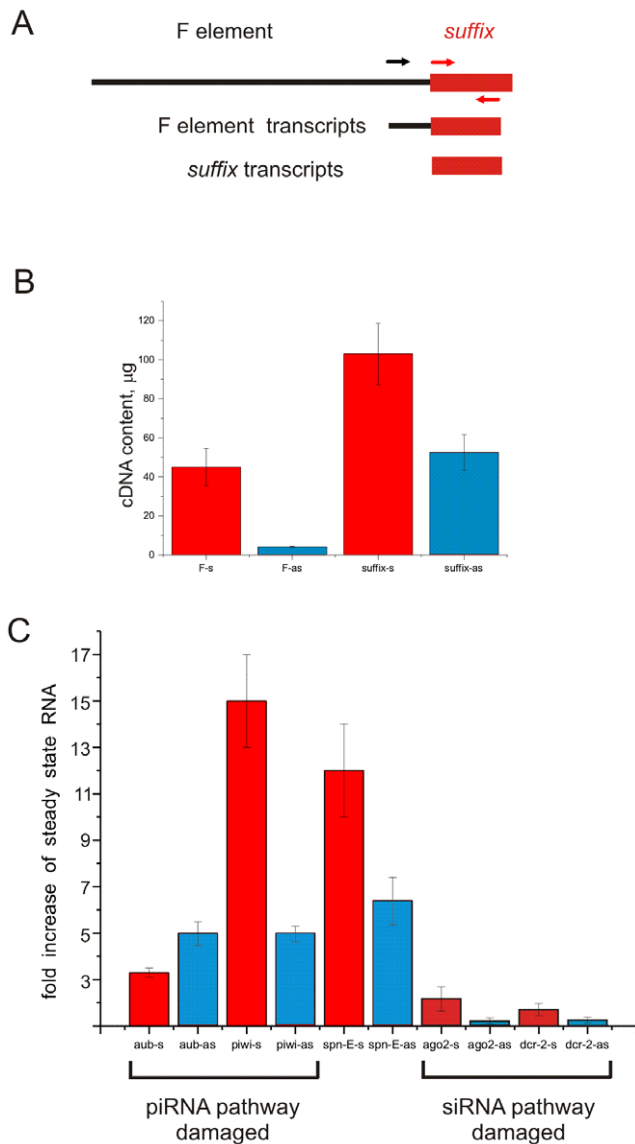 A
F element suffix
F element transcripts
suffix transcripts
B
cDNA content, µg
120
100
80
60
40
20
0
F-s F-as suffix-s suffix-as
C
fold increase of steady state RNA
17
15
13
11
9
7
5
3
aub-s aub-as piwi-s piwi-as spn-E-s spn-E-as ago2-s ago2-as dcr-2-s dcr-2-as
piRNA pathway siRNA pathway
damaged damaged